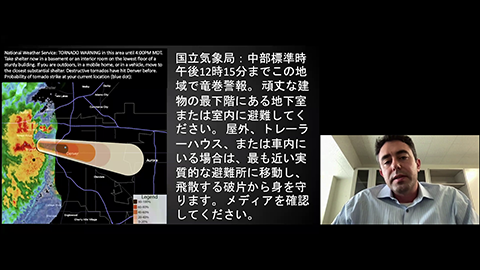 National Weather Service: TORNADO WARNING in this area until 4:00PM MDT.
Take shelter now in a basement or an interior room on the lowest floor of a
sturdy building. If you are outdoors, in a mobile home, or in a vehicle, move to
the closest substantial shelter. Destructive tornados have hit Denver before.
Probability of tornado strike at your current location (blue dot):
Aurora
Englewood
Legend
国立気象局：中部標準時
午後12時15分までこの地
域で竜巻警報。 頑丈な建
物の最下階にある地下室
または室内に避難してく
ださい。 屋外、トレーラ
ーハウス、または車内に
いる場合は、最も近い実
質的な避難所に移動し、
飛散する破片から身を守
ります。 メディアを確認
してください。